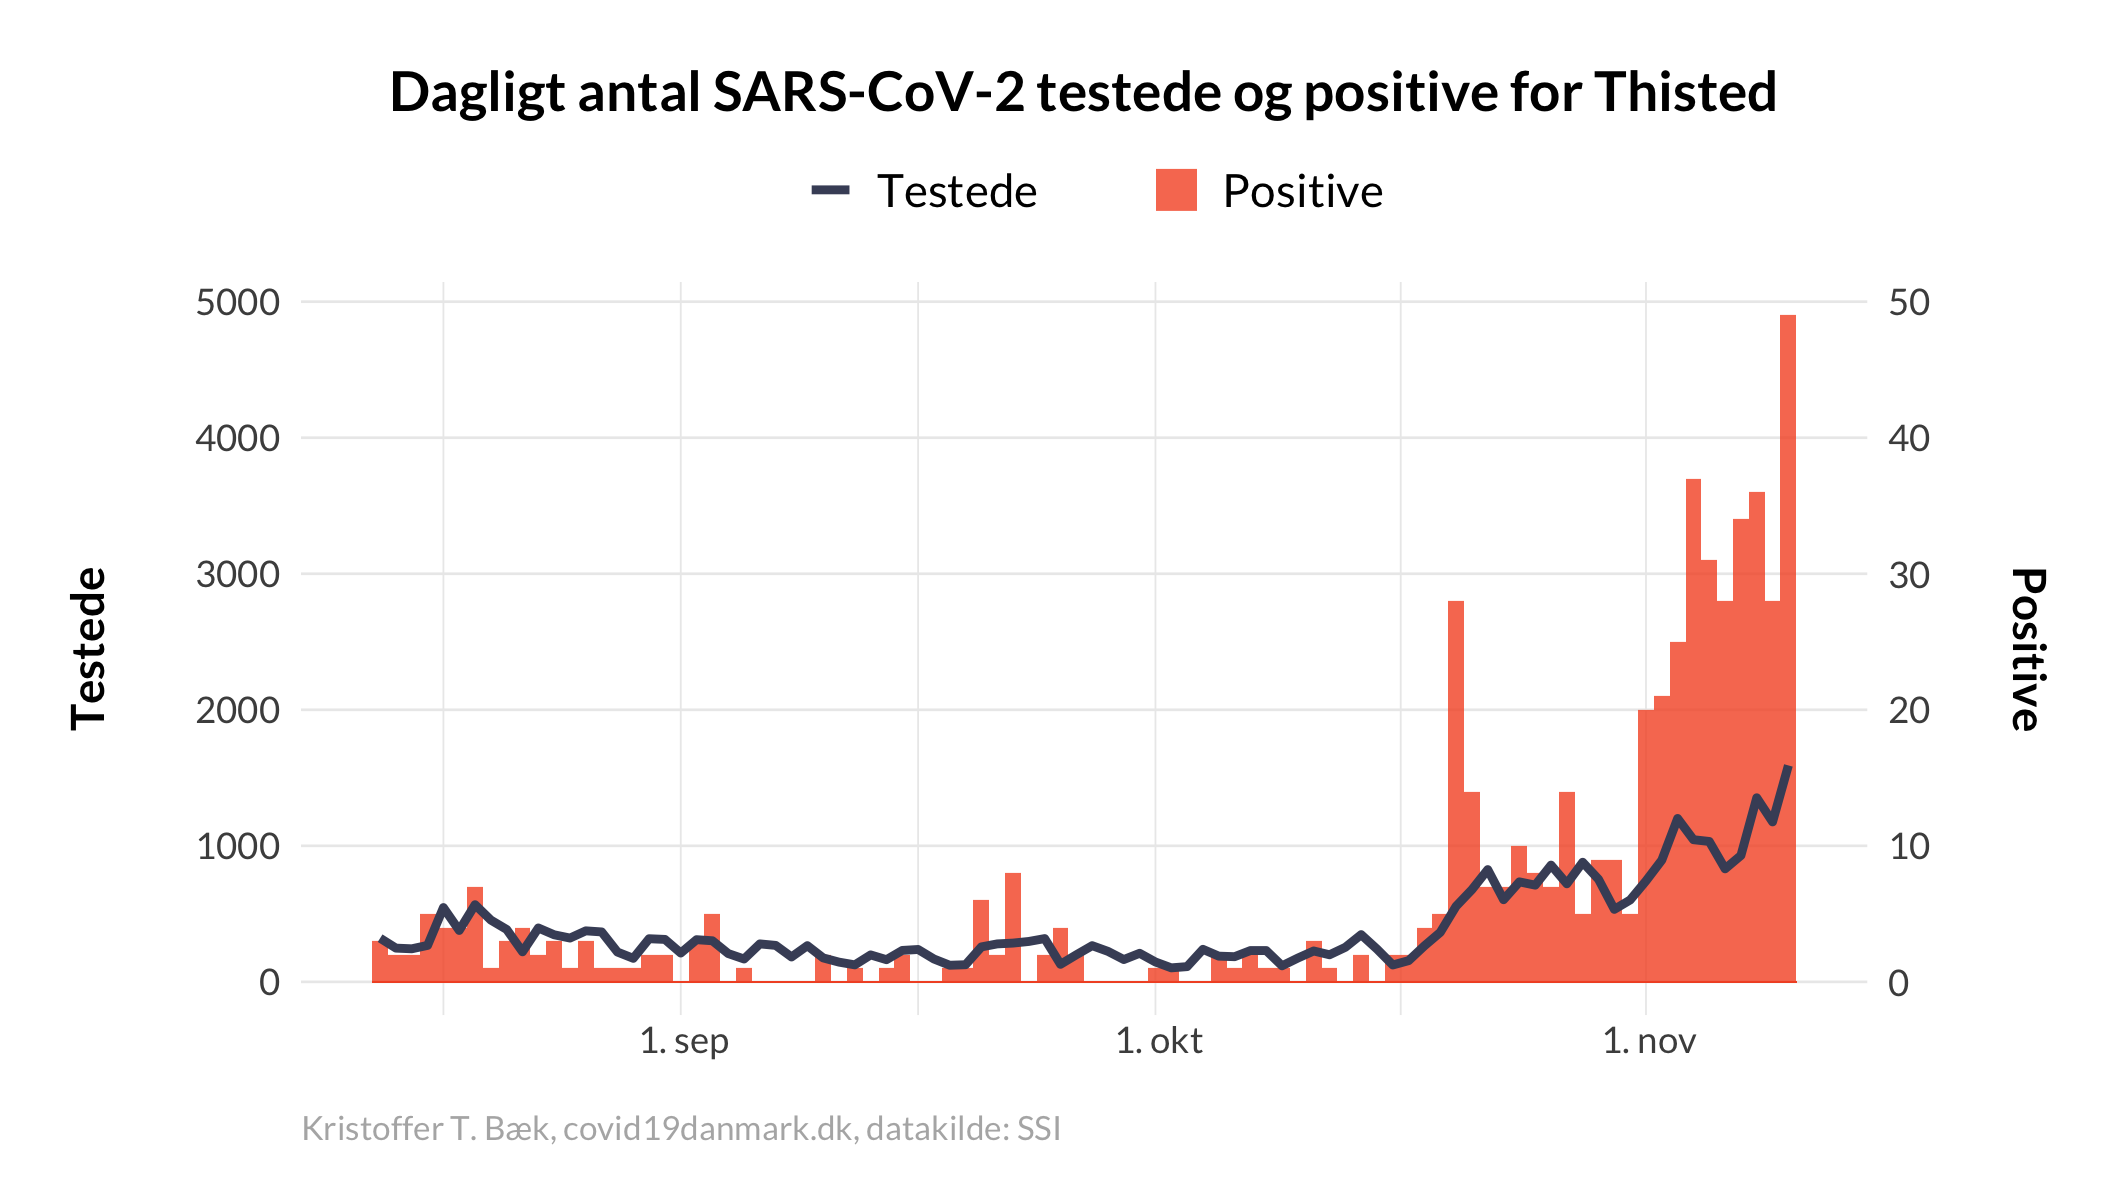 Dagligt antal SARS-CoV-2 testede og positive for Thisted
Testede
Positive
5000
4000
3000
2000
1000
0
Testede
50
40
30
20
10
0
Positive
1. sep
1. okt
1. nov
Kristoffer T. Bæk, covid19danmark.dk, datakilde: SSI